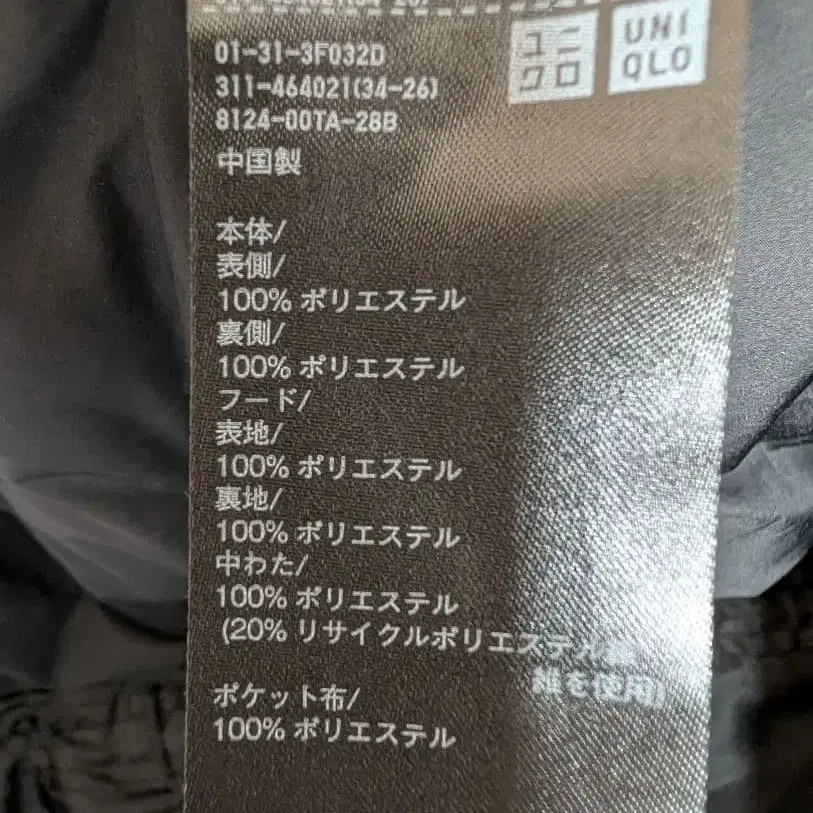 ユニ
クロ
UNI
QLO
01-31-3F032D
311-464021(34-26)
8124-00TA-28B
中国製
本体/
表側/
100% ポリエステル
裏側/
100% ポリエステル
フード/
表地/
100% ポリエステル
裏地/
100% ポリエステル
中わた/
100% ポリエステル
(20% リサイクルポリエステル繊
維を使用)
ポケット布/
100% ポリエステル